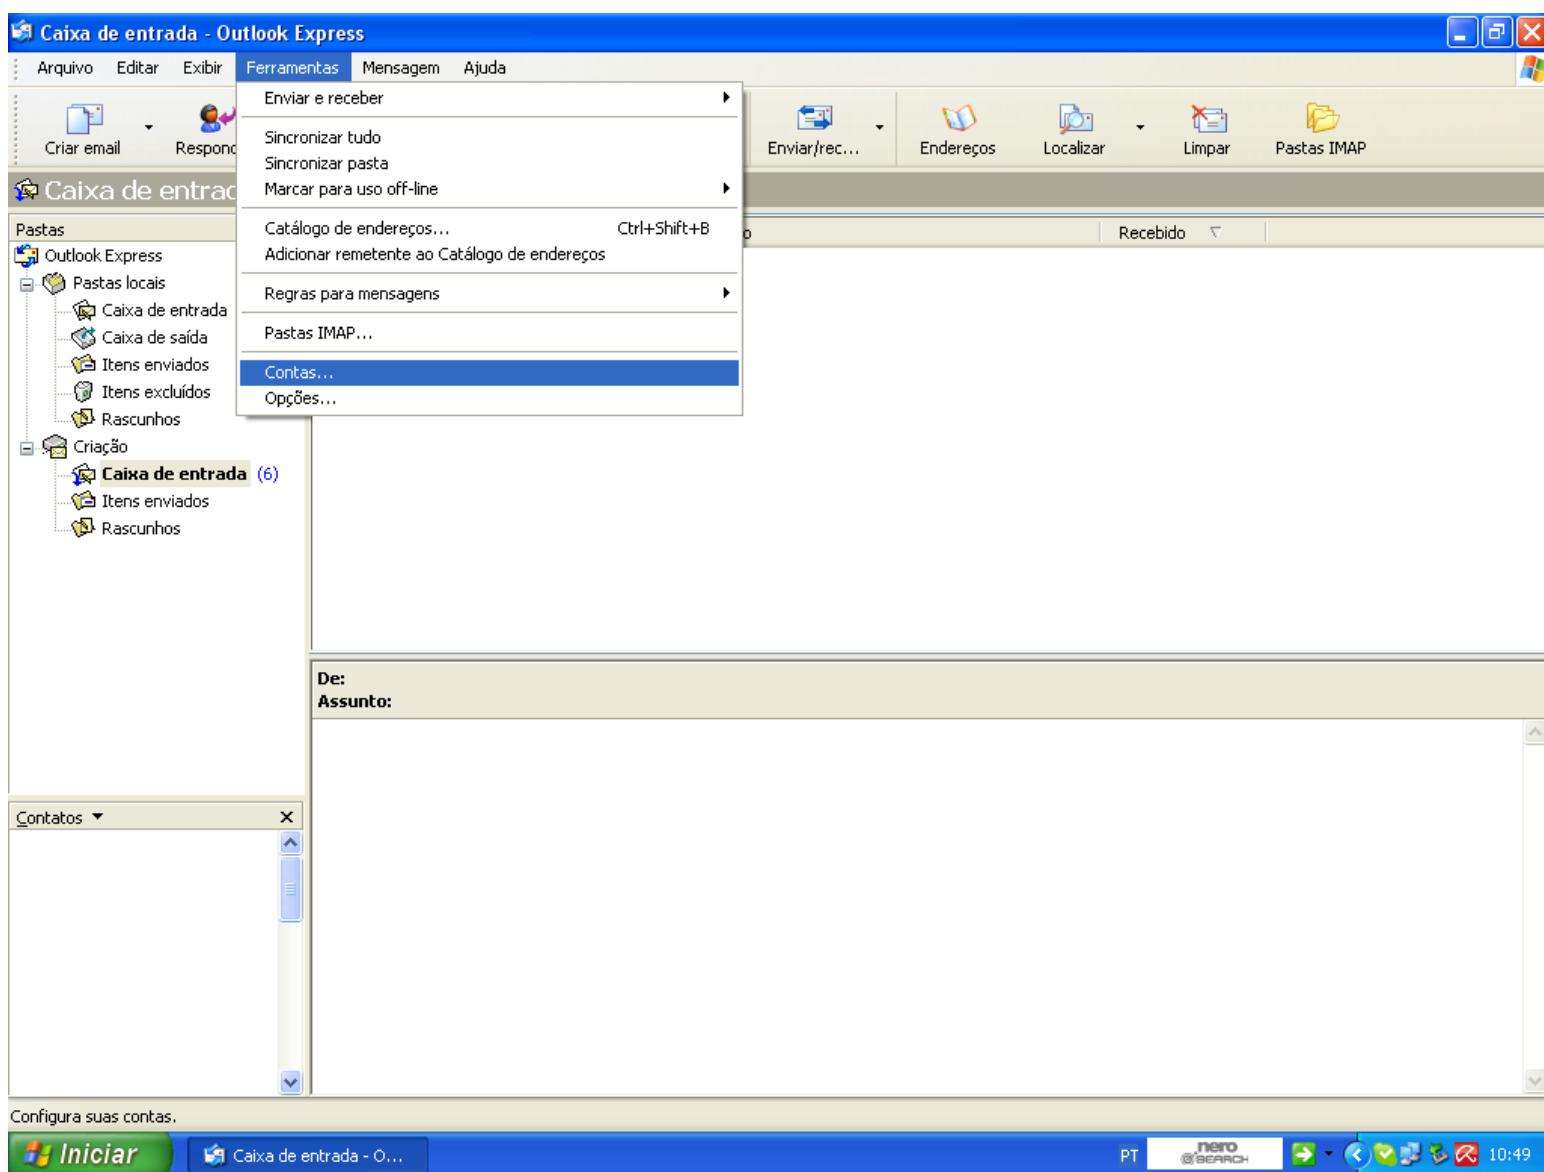 Caixa de entrada - Outlook Express
Arquivo Editar Exibir Ferramentas Mensagem Ajuda
Enviar e receber
Sincronizar tudo
Sincronizar pasta
Marcar para uso off-line
Catálogo de endereços... Ctrl+Shift+B
Adicionar remetente ao Catálogo de endereços
Regras para mensagens
Pastas IMAP...
Contas...
Opções...
Criar email Respond Enviar/rec... Endereços Localizar Limpar Pastas IMAP
Caixa de entrad
Pastas
Outlook Express
Pastas locais
Caixa de entrada
Caixa de saída
Itens enviados
Itens excluídos
Rascunhos
Criação
Caixa de entrada (6)
Itens enviados
Rascunhos
o Recebido
De:
Assunto:
Contatos
Configura suas contas.
Iniciar Caixa de entrada - O... PT nero SEARCH 10:49